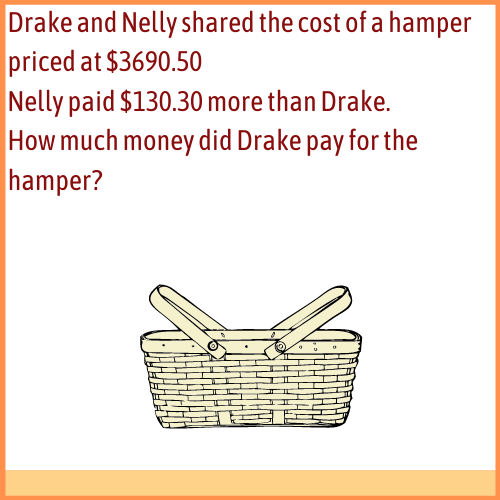 Drake and Nelly shared the cost of a hamper
priced at $3690.50
Nelly paid $130.30 more than Drake.
How much money did Drake pay for the
hamper?